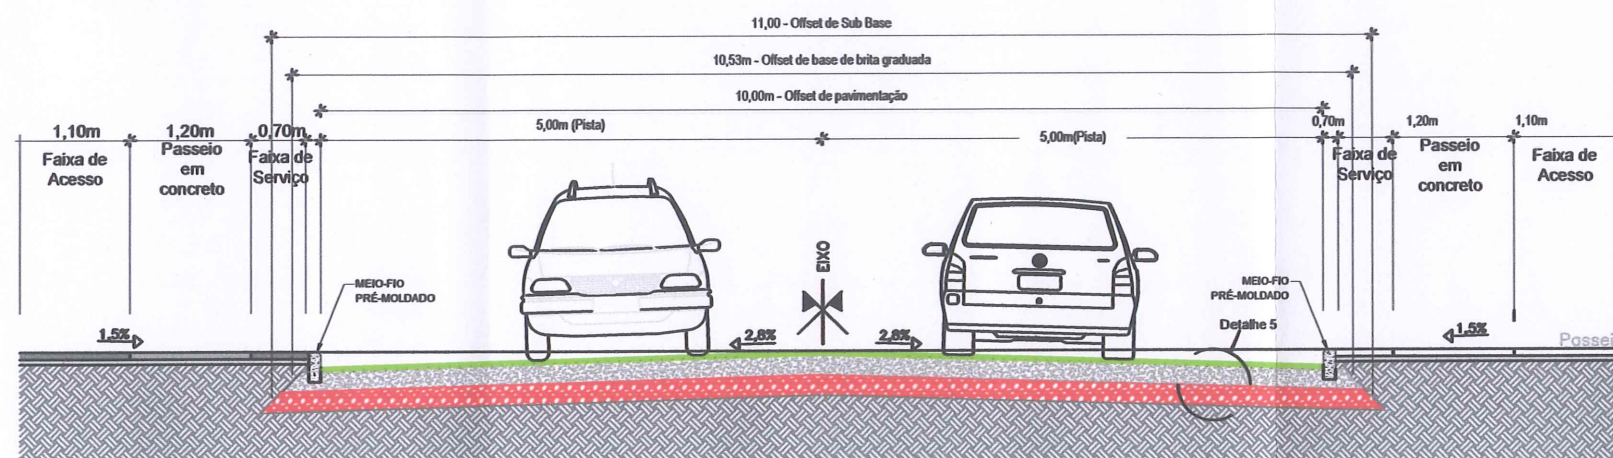 11,00 - Offset de Sub Base
10,53m - Offset de base de brita graduada
10,00m - Offset de pavimentação
1,10m
1,20m
0,70m
5,00m (Pista)
5,00m(Pista)
0,70m
1,20m
1,10m
Faixa de
Acesso
Passeio
em
concreto
Faixa de
Serviço
Faixa de
Serviço
Passeio
em
concreto
Faixa de
Acesso
EIXO
MEIO-FIO
PRÉ-MOLDADO
MEIO-FIO
PRÉ-MOLDADO
Detalhe 5
1,5%
2,8%
2,8%
1,5%
Passei